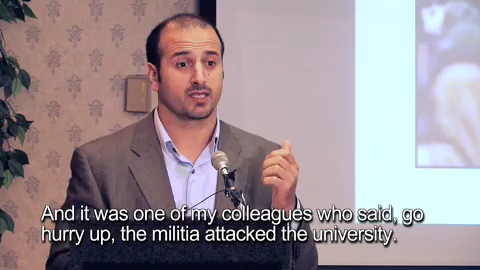 And it was one of my colleagues who said, go
hurry up, the militia attacked the university.